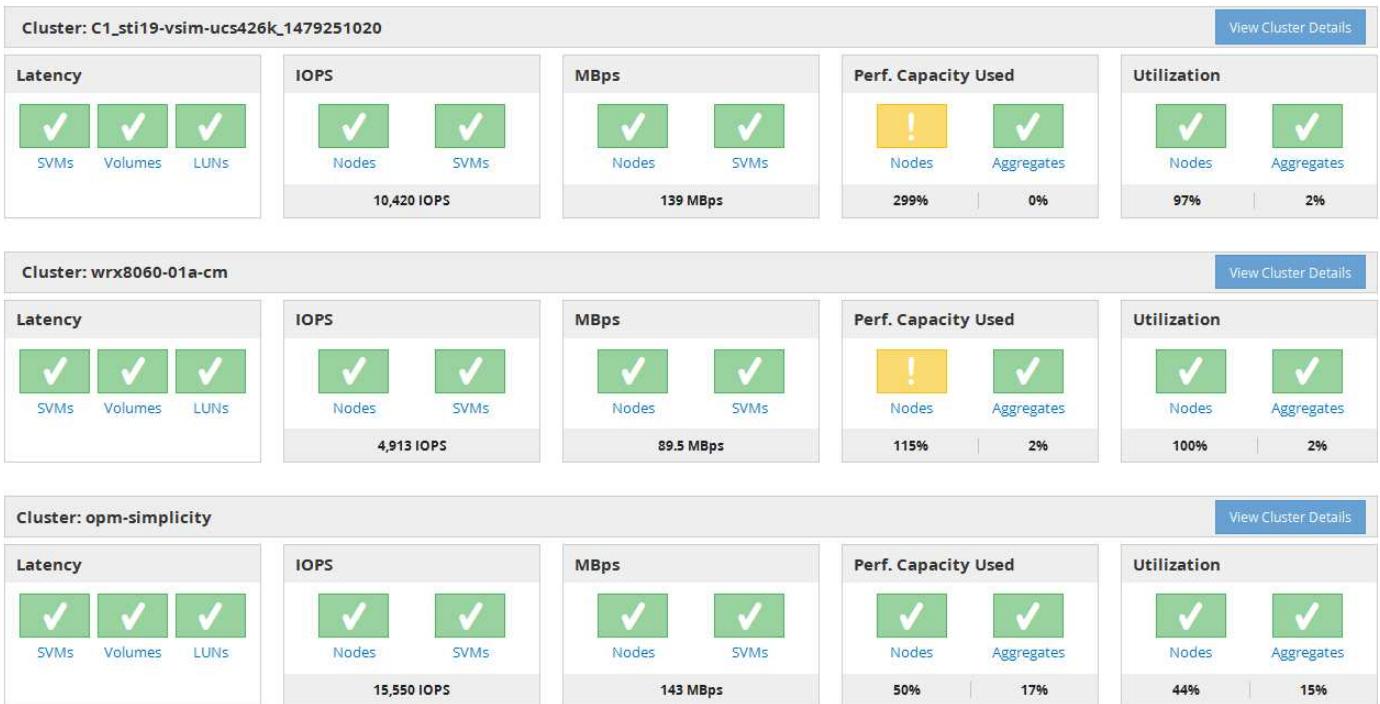 Cluster: C1_sti19-vsim-ucs426k_1479251020 View Cluster Details
Latency IOPS MBps Perf. Capacity Used Utilization
SVMs Volumes LUNs Nodes SVMs Nodes SVMs Nodes Aggregates Nodes Aggregates
10,420 IOPS 139 MBps 299% 0% 97% 2%
Cluster: wrx8060-01a-cm View Cluster Details
Latency IOPS MBps Perf. Capacity Used Utilization
SVMs Volumes LUNs Nodes SVMs Nodes SVMs Nodes Aggregates Nodes Aggregates
4,913 IOPS 89.5 MBps 115% 2% 100% 2%
Cluster: opm-simplicity View Cluster Details
Latency IOPS MBps Perf. Capacity Used Utilization
SVMs Volumes LUNs Nodes SVMs Nodes SVMs Nodes Aggregates Nodes Aggregates
15,550 IOPS 143 MBps 50% 17% 44% 15%